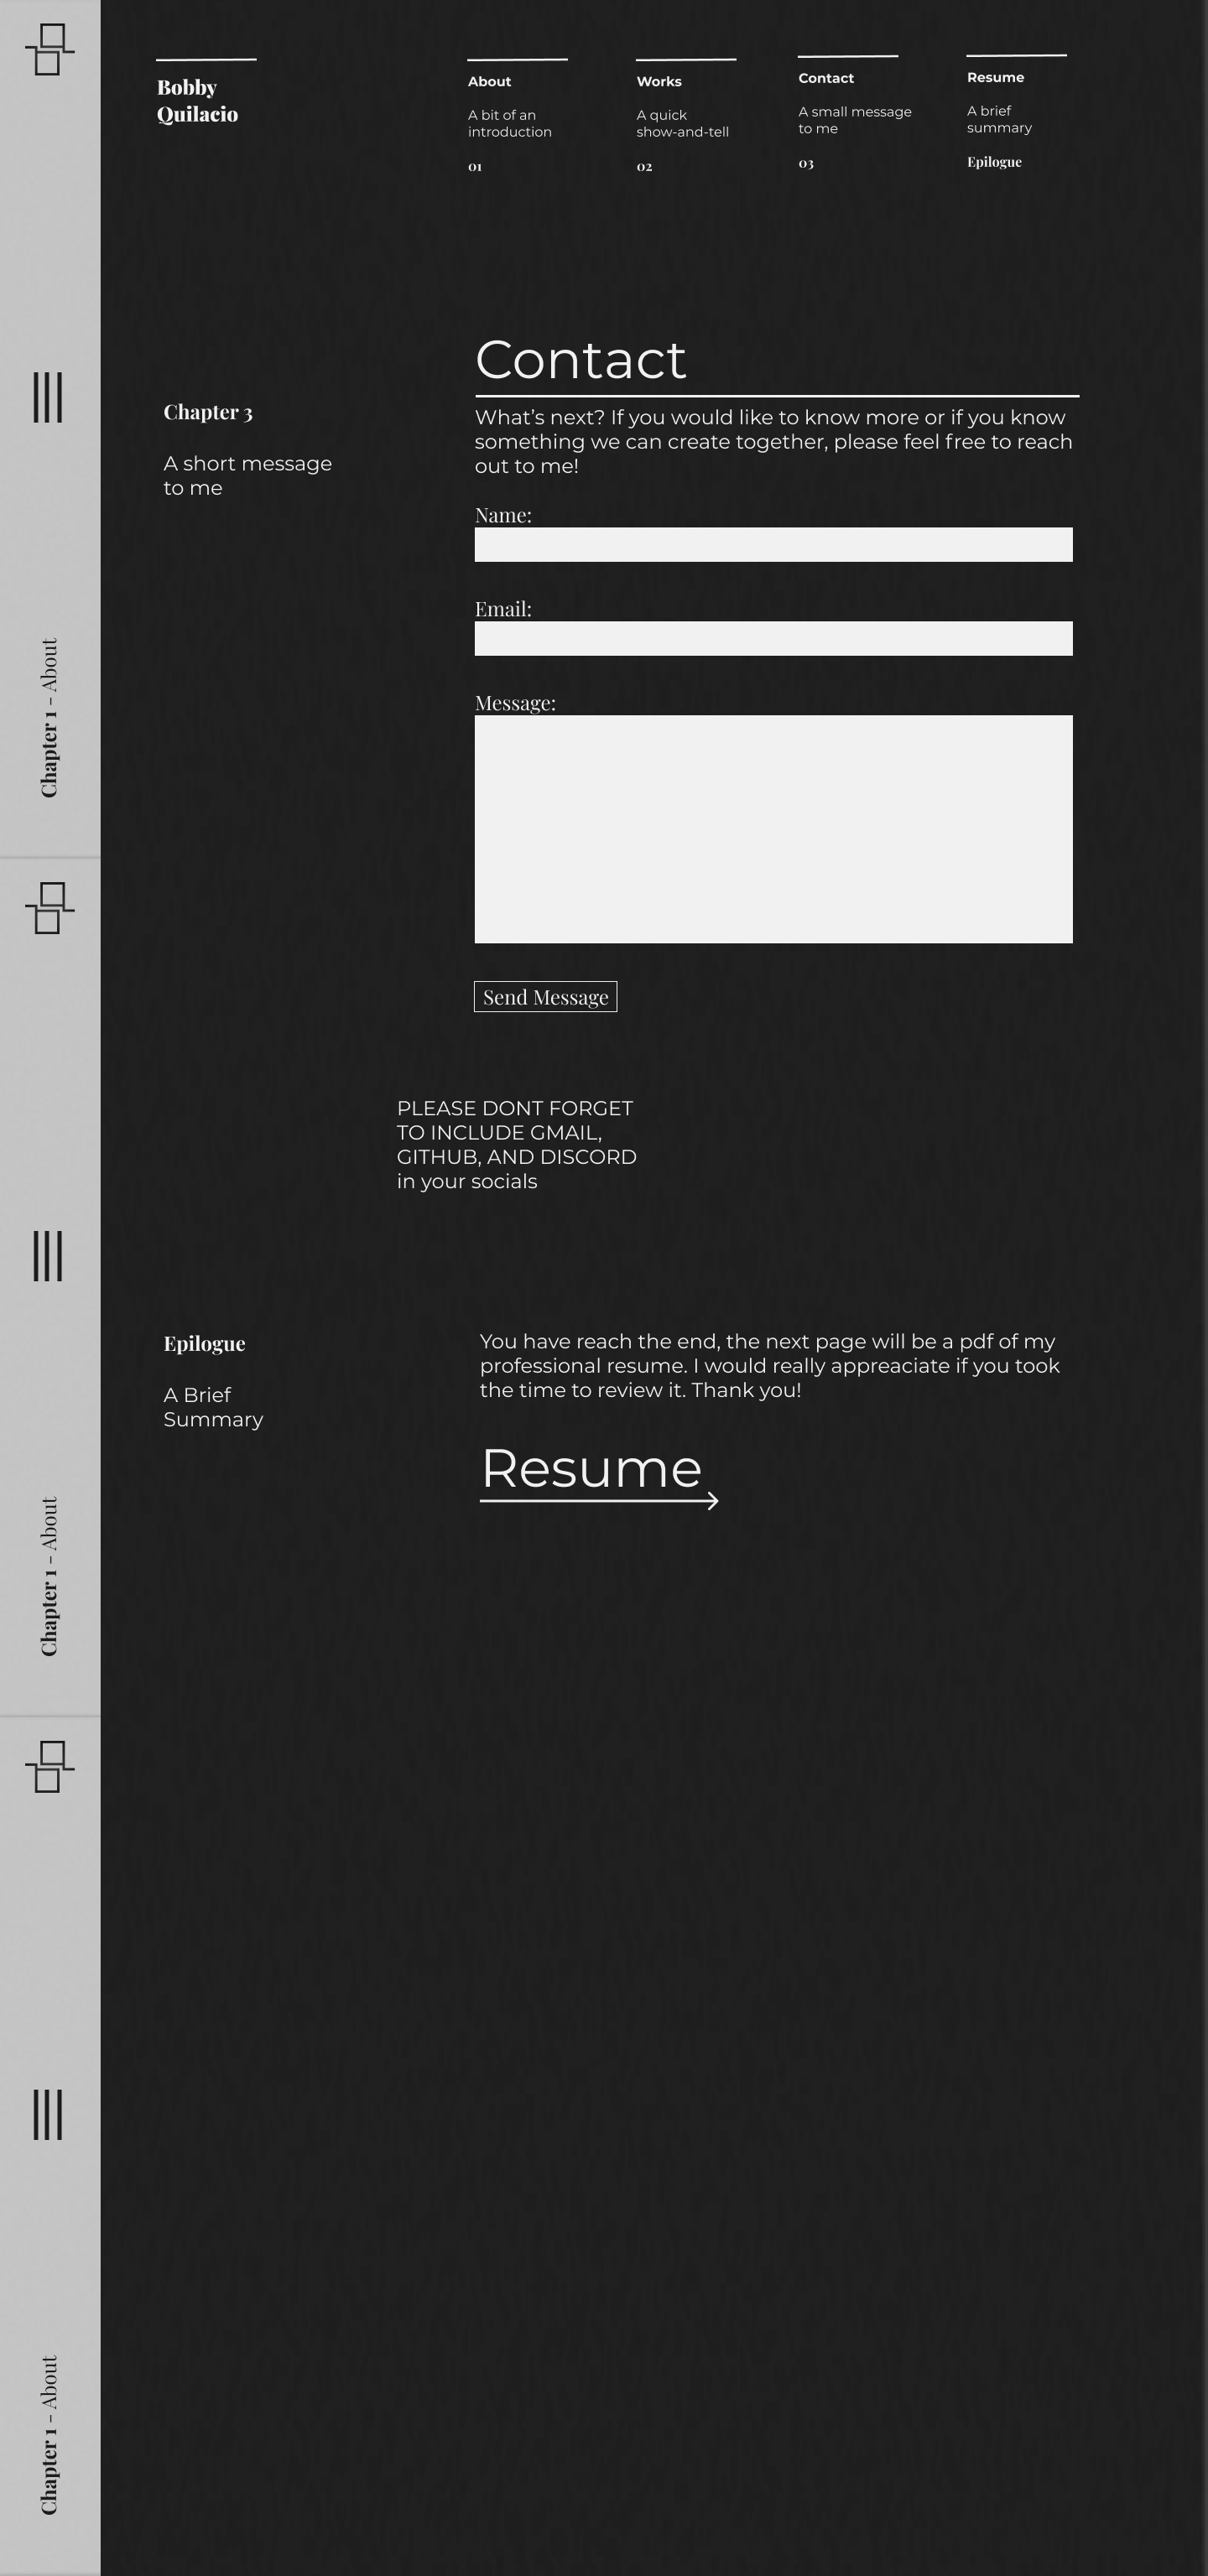 Bobby
Quilacio
About
A bit of an
introduction
01
Works
A quick
show-and-tell
02
Contact
A small message
to me
03
Resume
A brief
summary
Epilogue
Chapter 1 – About
Chapter 3
A short message
to me
Contact
What’s next? If you would like to know more or if you know
something we can create together, please feel free to reach
out to me!
Name:
Email:
Message:
Send Message
PLEASE DONT FORGET
TO INCLUDE GMAIL,
GITHUB, AND DISCORD
in your socials
Chapter 1 – About
Epilogue
A Brief
Summary
You have reach the end, the next page will be a pdf of my
professional resume. I would really appreaciate if you took
the time to review it. Thank you!
Resume
Chapter 1 – About